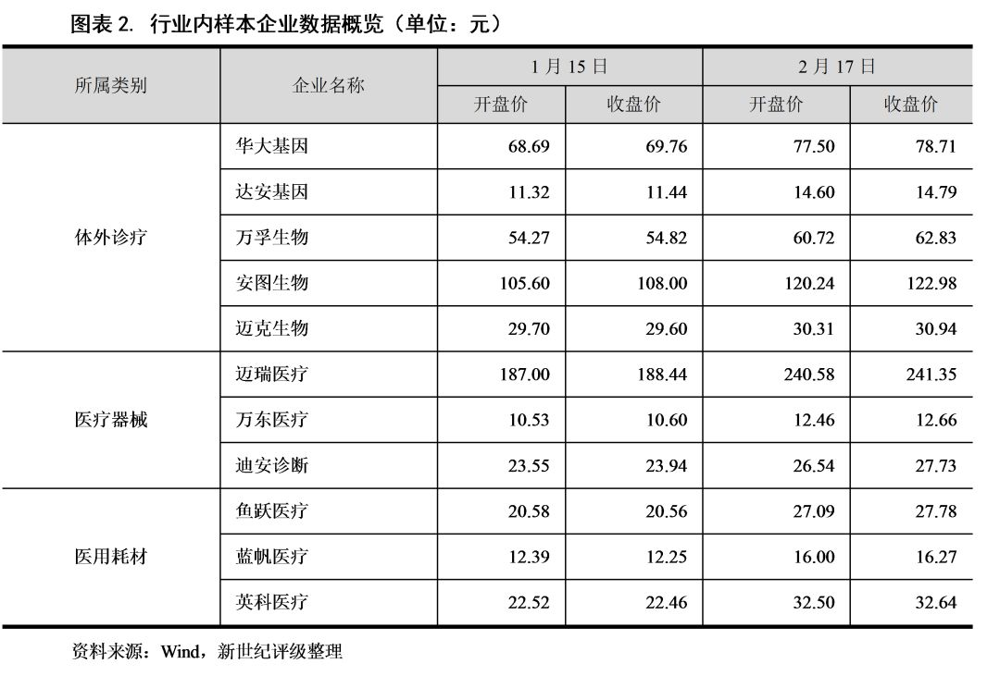 图表 2. 行业内样本企业数据概览（单位：元）
所属类别 企业名称 1 月 15 日 2 月 17 日
开盘价 收盘价 开盘价 收盘价
体外诊疗
华大基因 68.69 69.76 77.50 78.71
达安基因 11.32 11.44 14.60 14.79
万孚生物 54.27 54.82 60.72 62.83
安图生物 105.60 108.00 120.24 122.98
迈克生物 29.70 29.60 30.31 30.94
医疗器械
迈瑞医疗 187.00 188.44 240.58 241.35
万东医疗 10.53 10.60 12.46 12.66
迪安诊断 23.55 23.94 26.54 27.73
医用耗材
鱼跃医疗 20.58 20.56 27.09 27.78
蓝帆医疗 12.39 12.25 16.00 16.27
英科医疗 22.52 22.46 32.50 32.64
资料来源：Wind，新世纪评级整理